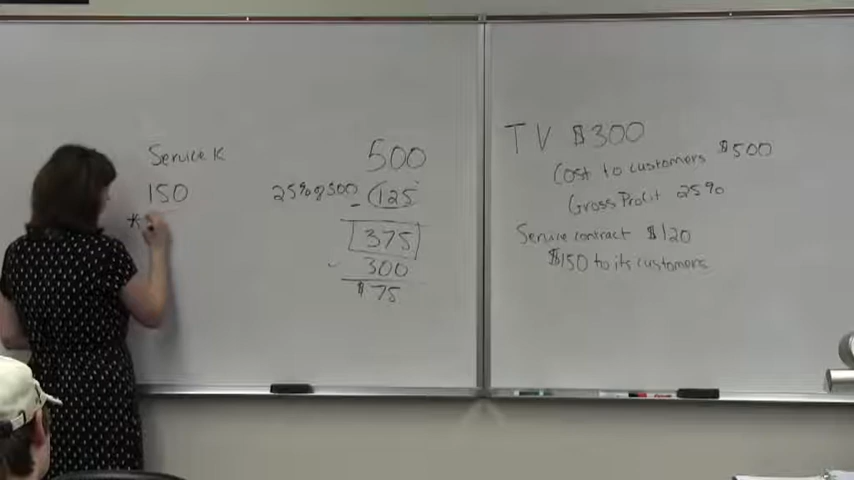 Service K
150
*
500
25% of 500 - (125)
375
- 300
$75
TV $300
Cost to customers $500
Gross Profit 25%
Service contract $120
$150 to its customers